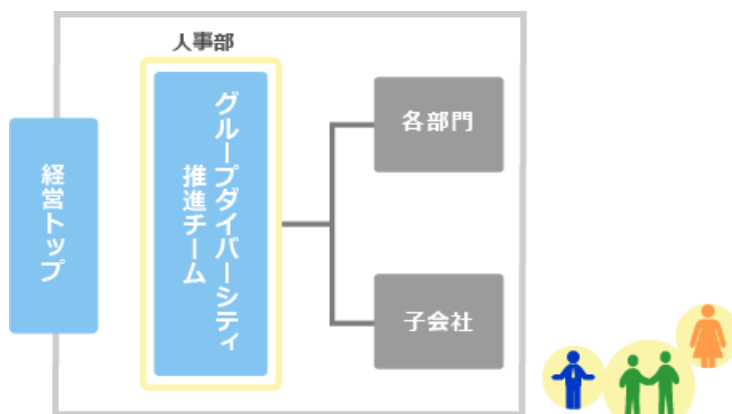 人事部
経営トップ
グループダイバーシティ
推進チーム
各部門
子会社